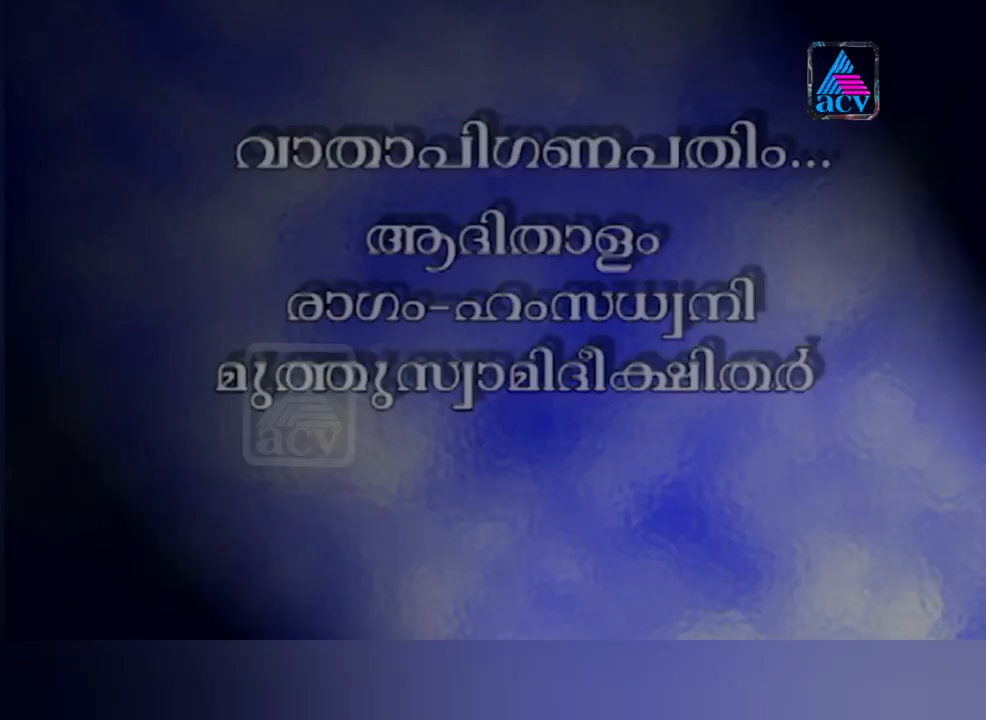 acv
വാതാപിഗണപതിം...
ആദിതാളം
രാഗം-ഹംസധ്വനി
മുത്തുസ്വാമിദീക്ഷിതർ
acv